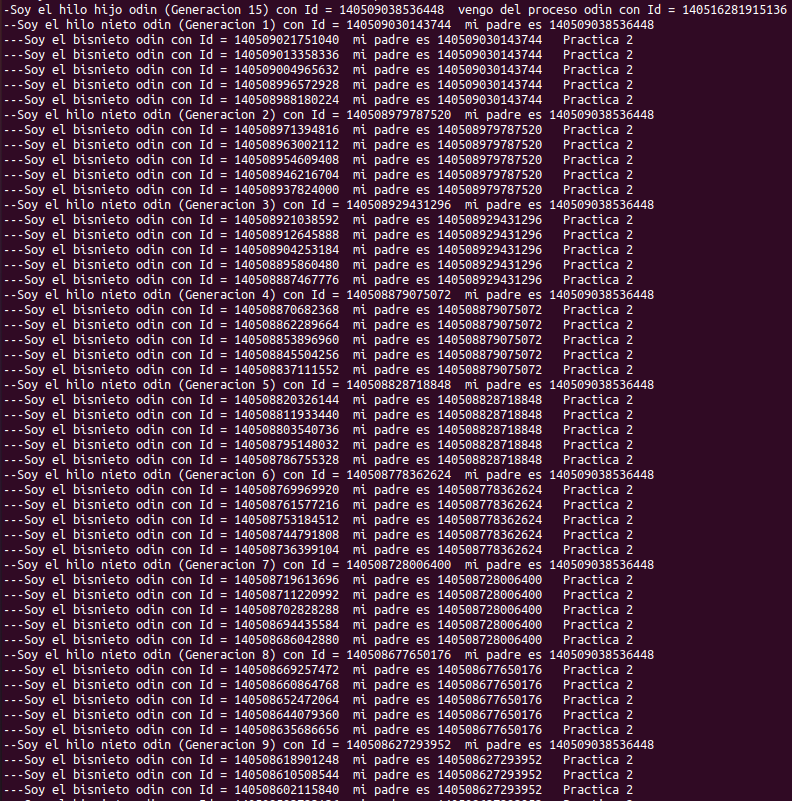 -Soy el hilo hijo odin (Generacion 15) con Id = 140509038536448  vengo del proceso odin con Id = 140516281915136
--Soy el hilo nieto odin (Generacion 1) con Id = 140509030143744  mi padre es 140509038536448
---Soy el bisnieto odin con Id = 140509021751040  mi padre es 140509030143744   Practica 2
---Soy el bisnieto odin con Id = 140509013358336  mi padre es 140509030143744   Practica 2
---Soy el bisnieto odin con Id = 140509004965632  mi padre es 140509030143744   Practica 2
---Soy el bisnieto odin con Id = 140508996572928  mi padre es 140509030143744   Practica 2
---Soy el bisnieto odin con Id = 140508988180224  mi padre es 140509030143744   Practica 2
--Soy el hilo nieto odin (Generacion 2) con Id = 140508979787520  mi padre es 140509038536448
---Soy el bisnieto odin con Id = 140508971394816  mi padre es 140508979787520   Practica 2
---Soy el bisnieto odin con Id = 140508963002112  mi padre es 140508979787520   Practica 2
---Soy el bisnieto odin con Id = 140508954609408  mi padre es 140508979787520   Practica 2
---Soy el bisnieto odin con Id = 140508946216704  mi padre es 140508979787520   Practica 2
---Soy el bisnieto odin con Id = 140508937824000  mi padre es 140508979787520   Practica 2
--Soy el hilo nieto odin (Generacion 3) con Id = 140508929431296  mi padre es 140509038536448
---Soy el bisnieto odin con Id = 140508921038592  mi padre es 140508929431296   Practica 2
---Soy el bisnieto odin con Id = 140508912645888  mi padre es 140508929431296   Practica 2
---Soy el bisnieto odin con Id = 140508904253184  mi padre es 140508929431296   Practica 2
---Soy el bisnieto odin con Id = 140508895860480  mi padre es 140508929431296   Practica 2
---Soy el bisnieto odin con Id = 140508887467776  mi padre es 140508929431296   Practica 2
--Soy el hilo nieto odin (Generacion 4) con Id = 140508879075072  mi padre es 140509038536448
---Soy el bisnieto odin con Id = 140508870682368  mi padre es 140508879075072   Practica 2
---Soy el bisnieto odin con Id = 140508862289664  mi padre es 140508879075072   Practica 2
---Soy el bisnieto odin con Id = 140508853896960  mi padre es 140508879075072   Practica 2
---Soy el bisnieto odin con Id = 140508845504256  mi padre es 140508879075072   Practica 2
---Soy el bisnieto odin con Id = 140508837111552  mi padre es 140508879075072   Practica 2
--Soy el hilo nieto odin (Generacion 5) con Id = 140508828718848  mi padre es 140509038536448
---Soy el bisnieto odin con Id = 140508820326144  mi padre es 140508828718848   Practica 2
---Soy el bisnieto odin con Id = 140508811933440  mi padre es 140508828718848   Practica 2
---Soy el bisnieto odin con Id = 140508803540736  mi padre es 140508828718848   Practica 2
---Soy el bisnieto odin con Id = 140508795148032  mi padre es 140508828718848   Practica 2
---Soy el bisnieto odin con Id = 140508786755328  mi padre es 140508828718848   Practica 2
--Soy el hilo nieto odin (Generacion 6) con Id = 140508778362624  mi padre es 140509038536448
---Soy el bisnieto odin con Id = 140508769969920  mi padre es 140508778362624   Practica 2
---Soy el bisnieto odin con Id = 140508761577216  mi padre es 140508778362624   Practica 2
---Soy el bisnieto odin con Id = 140508753184512  mi padre es 140508778362624   Practica 2
---Soy el bisnieto odin con Id = 140508744791808  mi padre es 140508778362624   Practica 2
---Soy el bisnieto odin con Id = 140508736399104  mi padre es 140508778362624   Practica 2
--Soy el hilo nieto odin (Generacion 7) con Id = 140508728006400  mi padre es 140509038536448
---Soy el bisnieto odin con Id = 140508719613696  mi padre es 140508728006400   Practica 2
---Soy el bisnieto odin con Id = 140508711220992  mi padre es 140508728006400   Practica 2
---Soy el bisnieto odin con Id = 140508702828288  mi padre es 140508728006400   Practica 2
---Soy el bisnieto odin con Id = 140508694435584  mi padre es 140508728006400   Practica 2
---Soy el bisnieto odin con Id = 140508686042880  mi padre es 140508728006400   Practica 2
--Soy el hilo nieto odin (Generacion 8) con Id = 140508677650176  mi padre es 140509038536448
---Soy el bisnieto odin con Id = 140508669257472  mi padre es 140508677650176   Practica 2
---Soy el bisnieto odin con Id = 140508660864768  mi padre es 140508677650176   Practica 2
---Soy el bisnieto odin con Id = 140508652472064  mi padre es 140508677650176   Practica 2
---Soy el bisnieto odin con Id = 140508644079360  mi padre es 140508677650176   Practica 2
---Soy el bisnieto odin con Id = 140508635686656  mi padre es 140508677650176   Practica 2
--Soy el hilo nieto odin (Generacion 9) con Id = 140508627293952  mi padre es 140509038536448
---Soy el bisnieto odin con Id = 140508618901248  mi padre es 140508627293952   Practica 2
---Soy el bisnieto odin con Id = 140508610508544  mi padre es 140508627293952   Practica 2
---Soy el bisnieto odin con Id = 140508602115840  mi padre es 140508627293952   Practica 2